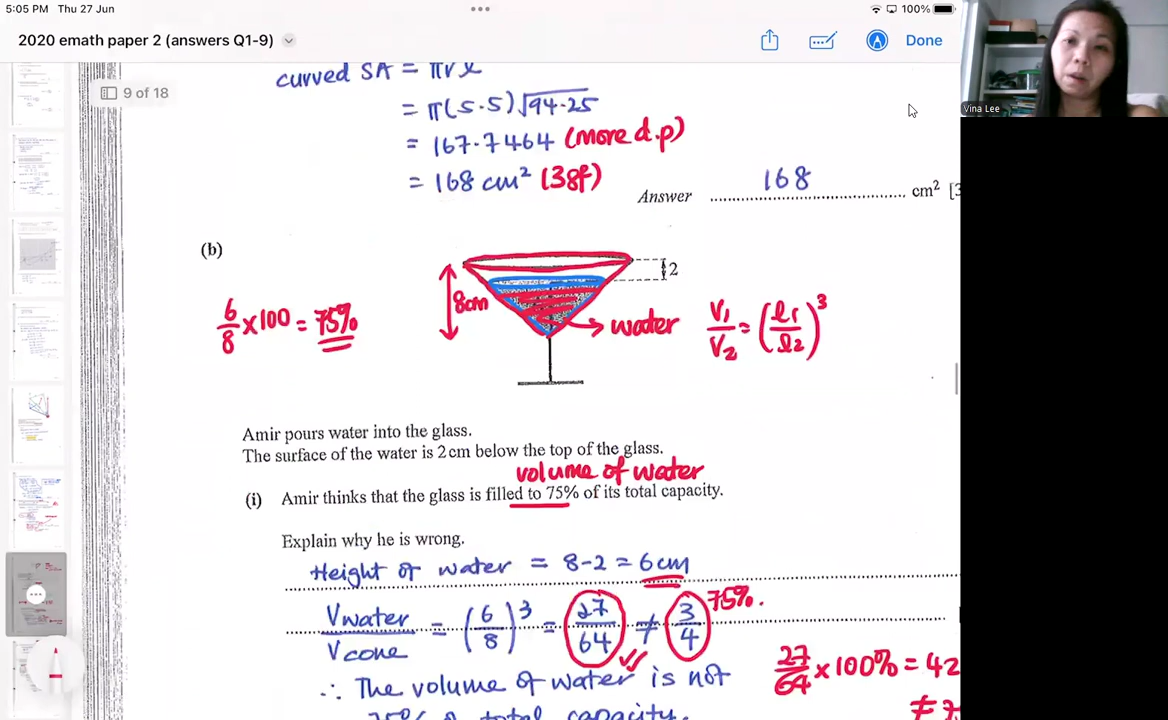 5:05 PM Thu 27 Jun
100%
2020 emath paper 2 (answers Q1-9)
Done
9 of 18
Vina Lee
curved SA = πrl
= π(5.5)√94.25
= 167.7464 (more d.p)
= 168 cm² (3sf)
Answer 168 cm² [3
(b)
2
8cm
6/8 × 100 = 75%
water
V₁/V₂ = (l₁/l₂)³
Amir pours water into the glass.
The surface of the water is 2 cm below the top of the glass.
volume of water
(i) Amir thinks that the glass is filled to 75% of its total capacity.
Explain why he is wrong.
Height of water = 8-2 = 6cm
Vwater/Vcone = (6/8)³ = 27/64 ≠ 3/4 75%.
27/64 × 100% = 42
∴ The volume of water is not
≠ 7
75% of total capacity.